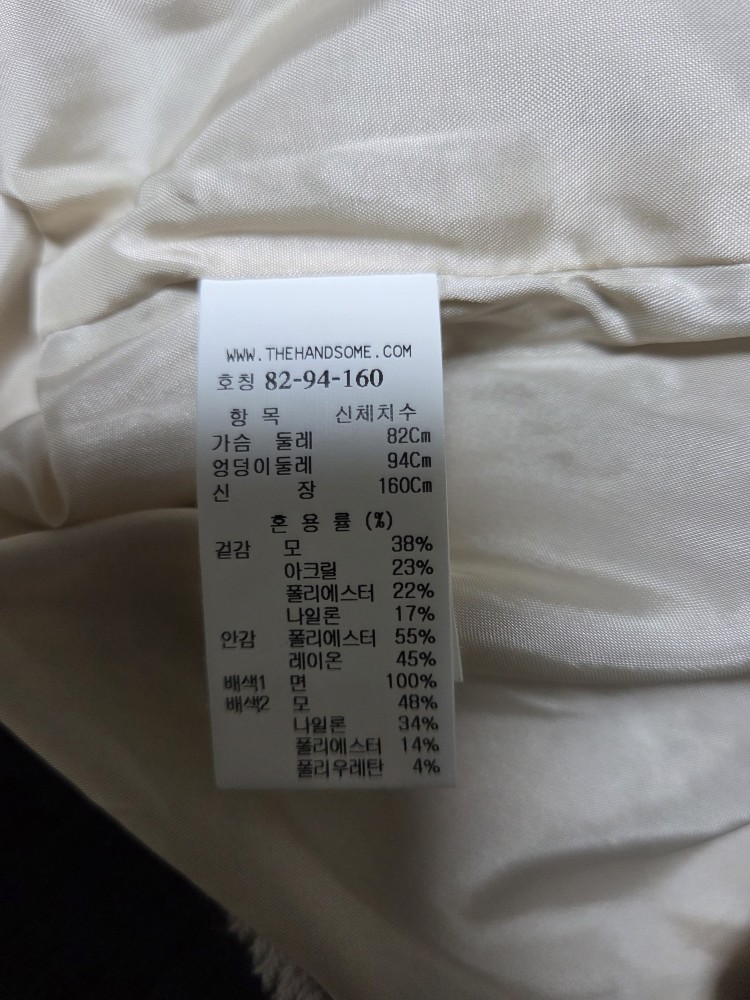 WWW.THEHANDSOME.COM
호칭 82-94-160
항 목 신체치수
가슴 둘레 82Cm
엉덩이둘레 94Cm
신 장 160Cm
혼 용 률 (%)
겉감 모 38%
아크릴 23%
폴리에스터 22%
나일론 17%
안감 폴리에스터 55%
레이온 45%
배색1 면 100%
배색2 모 48%
나일론 34%
폴리에스터 14%
폴리우레탄 4%